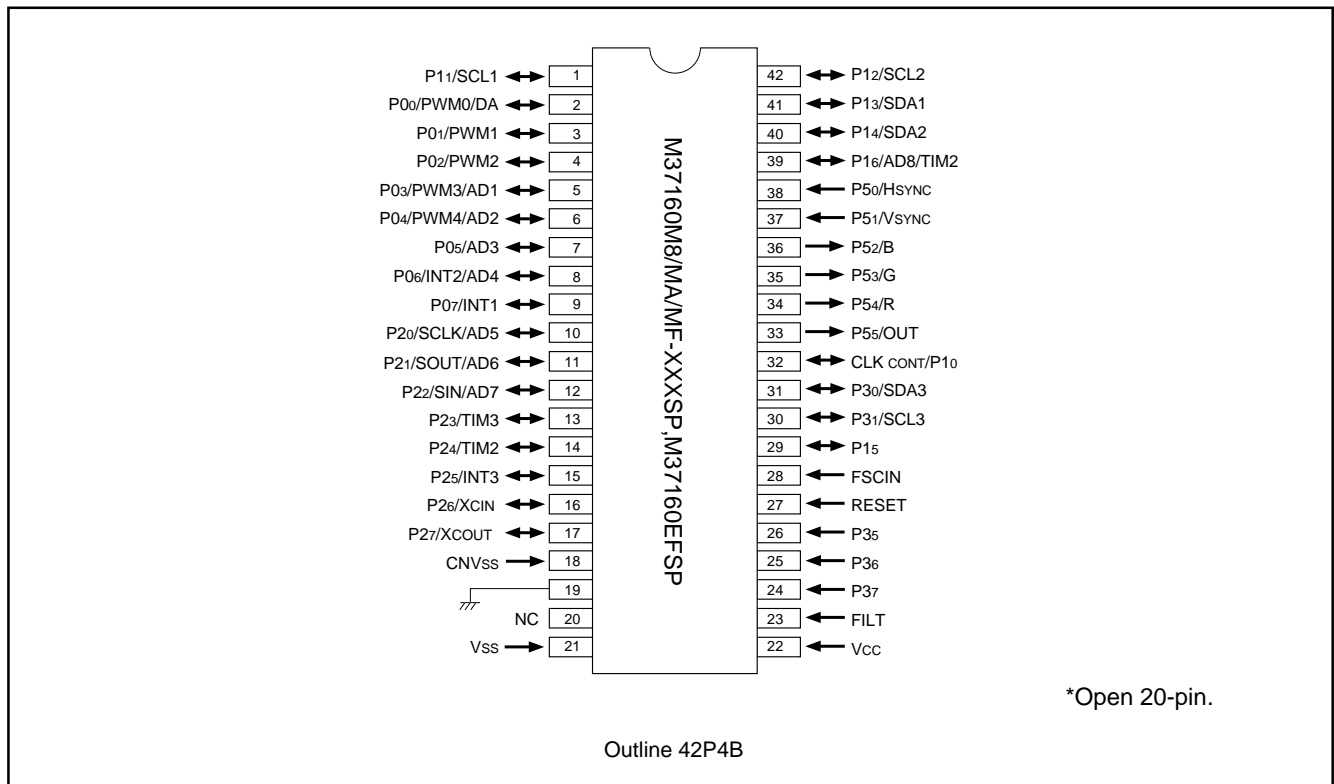 P11/SCL1 1
P00/PWM0/DA 2
P01/PWM1 3
P02/PWM2 4
P03/PWM3/AD1 5
P04/PWM4/AD2 6
P05/AD3 7
P06/INT2/AD4 8
P07/INT1 9
P20/SCLK/AD5 10
P21/SOUT/AD6 11
P22/SIN/AD7 12
P23/TIM3 13
P24/TIM2 14
P25/INT3 15
P26/XCIN 16
P27/XCOUT 17
CNVSS 18
19
NC 20
VSS 21
M37160M8/MA/MF-XXXSP,M37160EFSP
42 P12/SCL2
41 P13/SDA1
40 P14/SDA2
39 P16/AD8/TIM2
38 P50/HSYNC
37 P51/VSYNC
36 P52/B
35 P53/G
34 P54/R
33 P55/OUT
32 CLK CONT/P10
31 P30/SDA3
30 P31/SCL3
29 P15
28 FSCIN
27 RESET
26 P35
25 P36
24 P37
23 FILT
22 VCC
*Open 20-pin.
Outline 42P4B